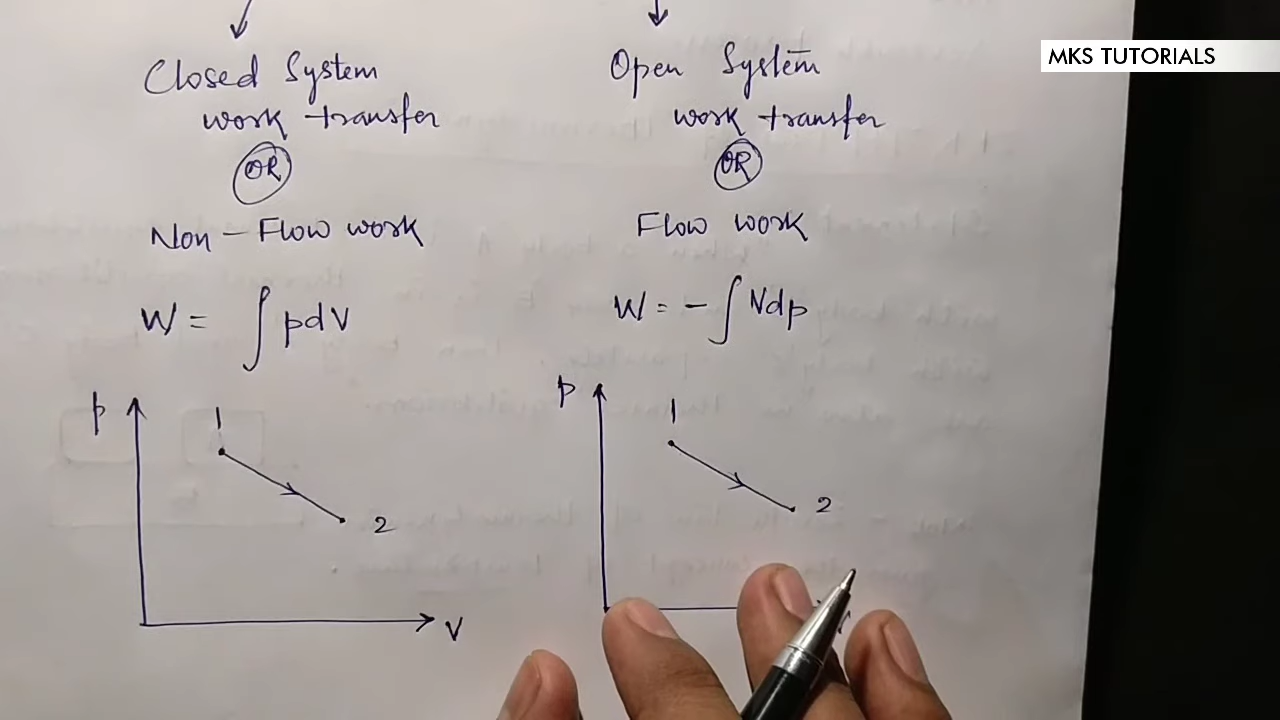 MKS TUTORIALS
Closed System
work transfer
OR
Non - Flow work
W = ∫ pdV
p
1
2
V
Open System
work transfer
OR
Flow work
W = - ∫ Vdp
p
1
2